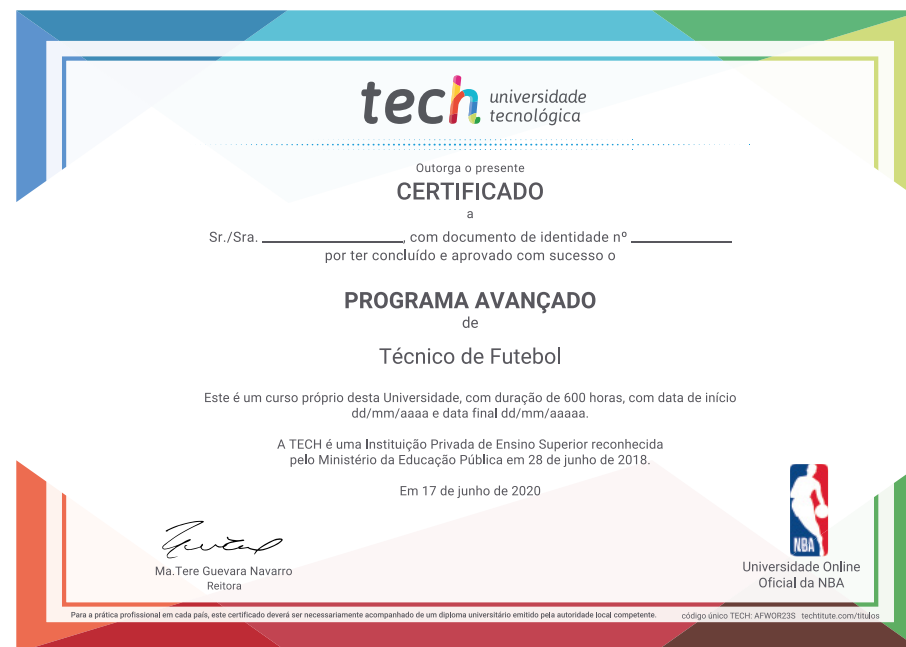 tech universidade
tecnológica
Outorga o presente
CERTIFICADO
a
Sr./Sra. ____________________, com documento de identidade nº ______________
por ter concluído e aprovado com sucesso o
PROGRAMA AVANÇADO
de
Técnico de Futebol
Este é um curso próprio desta Universidade, com duração de 600 horas, com data de início
dd/mm/aaaa e data final dd/mm/aaaaa.
A TECH é uma Instituição Privada de Ensino Superior reconhecida
pelo Ministério da Educação Pública em 28 de junho de 2018.
Em 17 de junho de 2020
Ma.Tere Guevara Navarro
Reitora
NBA
Universidade Online
Oficial da NBA
Para a prática profissional em cada país, este certificado deverá ser necessariamente acompanhado de um diploma universitário emitido pela autoridade local competente.
código único TECH: AFWOR23S techtitute.com/titulos